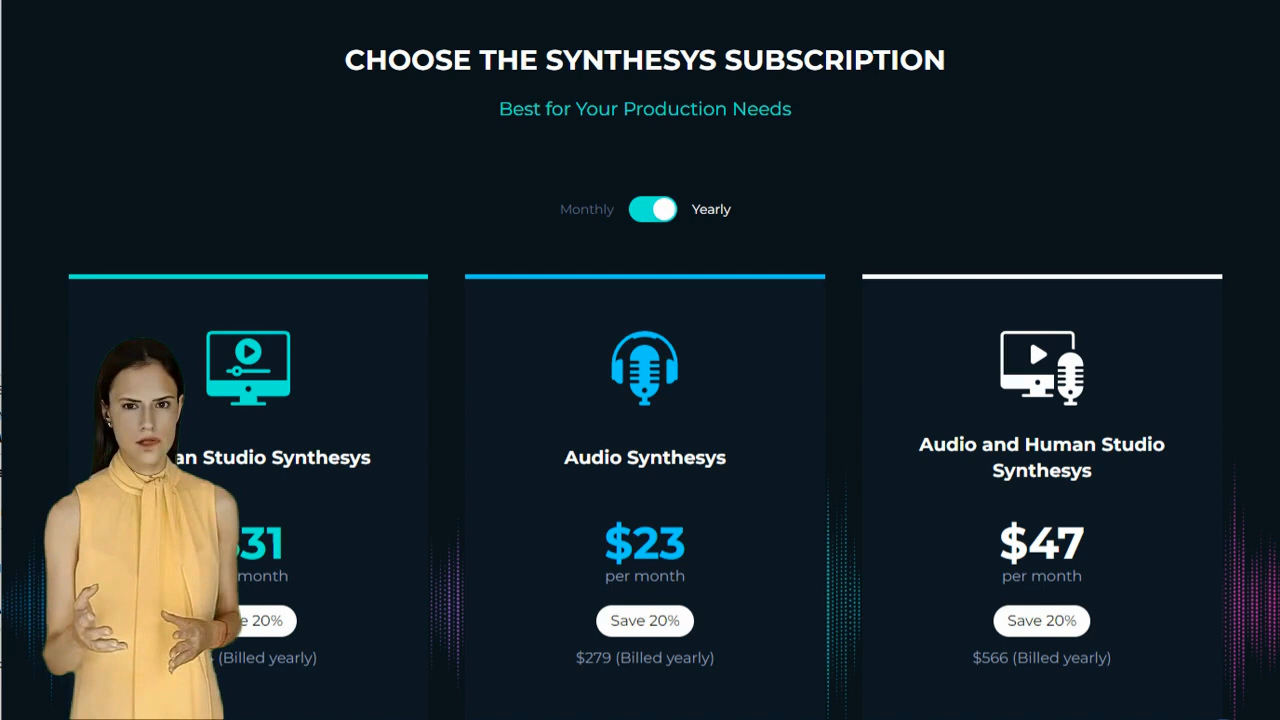 CHOOSE THE SYNTHESYS SUBSCRIPTION
Best for Your Production Needs
Monthly Yearly
Studio Synthesys
$31
month
20%
(Billed yearly)
Audio Synthesys
$23
per month
Save 20%
$279 (Billed yearly)
Audio and Human Studio
Synthesys
$47
per month
Save 20%
$566 (Billed yearly)